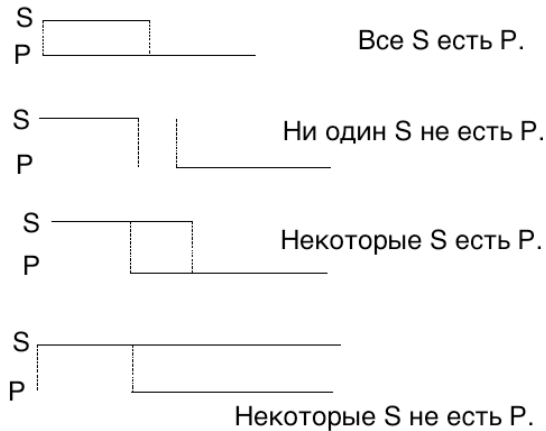 S
P
Все S есть P.
S
P
Ни один S не есть P.
S
P
Некоторые S есть P.
S
P
Некоторые S не есть P.